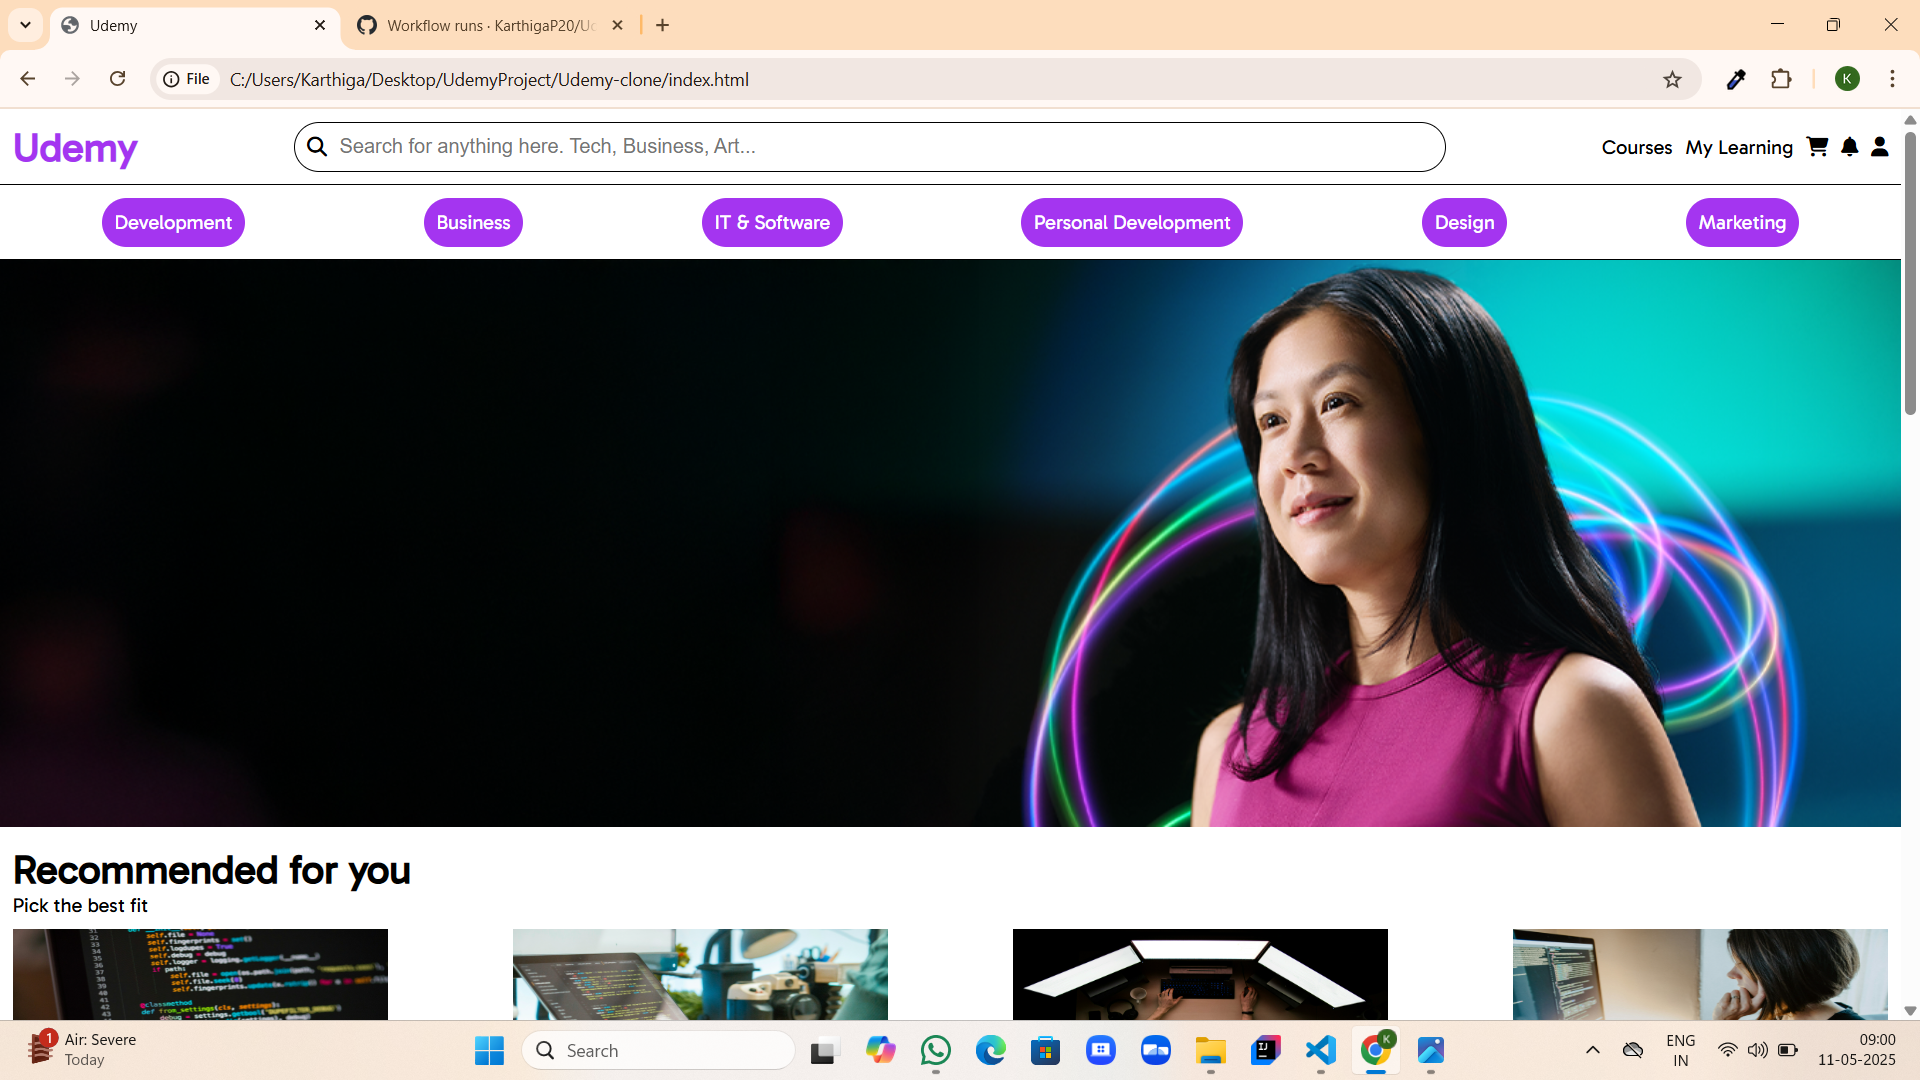 Udemy
Workflow runs · KarthigaP20/Ud
File
C:/Users/Karthiga/Desktop/UdemyProject/Udemy-clone/index.html
K
Udemy
Search for anything here. Tech, Business, Art...
Courses My Learning
Development Business IT & Software Personal Development Design Marketing
Recommended for you
Pick the best fit
1
Air: Severe
Today
Search
K
ENG
IN
09:00
11-05-2025